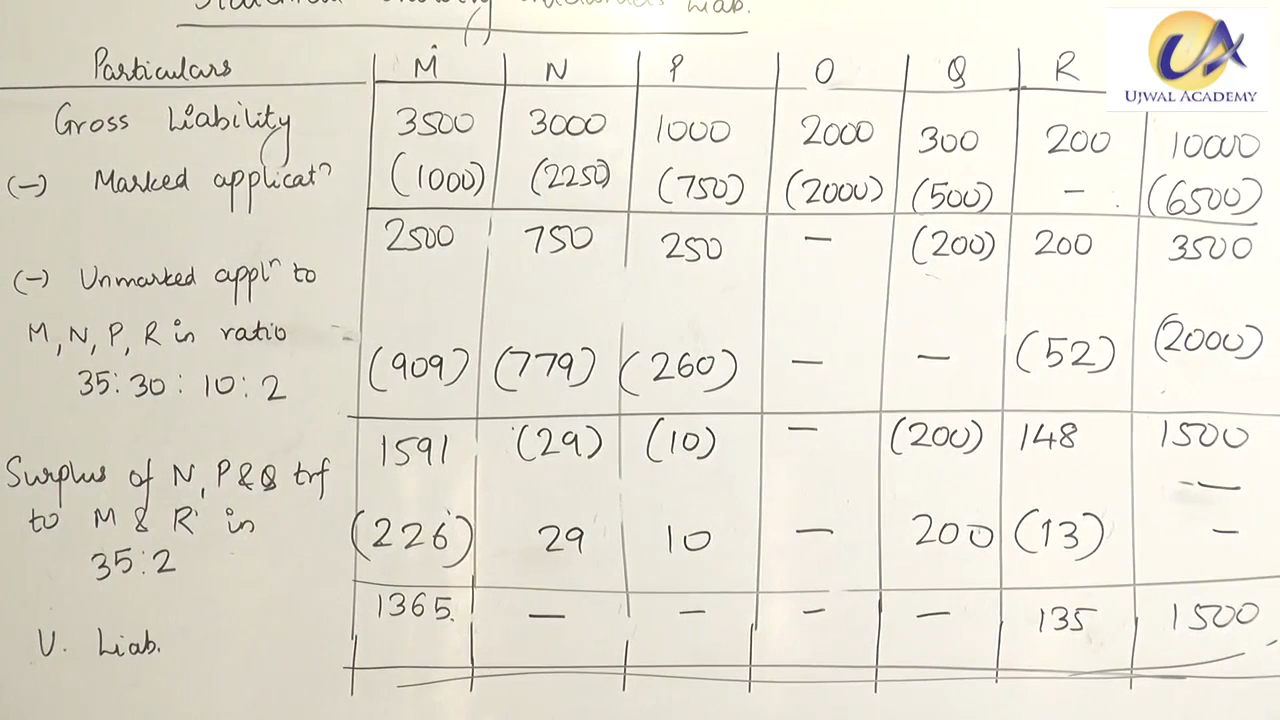 Liab.
Particulars M N P O Q R
UJWAL ACADEMY
Gross Liability 3500 3000 1000 2000 300 200 10000
(-) Marked applicatⁿ (1000) (2250) (750) (2000) (500) - (6500)
2500 750 250 - (200) 200 3500
(-) Unmarked applⁿ to
M, N, P, R in ratio
35:30:10:2 (909) (779) (260) - - (52) (2000)
1591 (29) (10) - (200) 148 1500
Surplus of N, P & Q trf
to M & R in (226) 29 10 - 200 (13) -
35:2
U. Liab. 1365 - - - - 135 1500